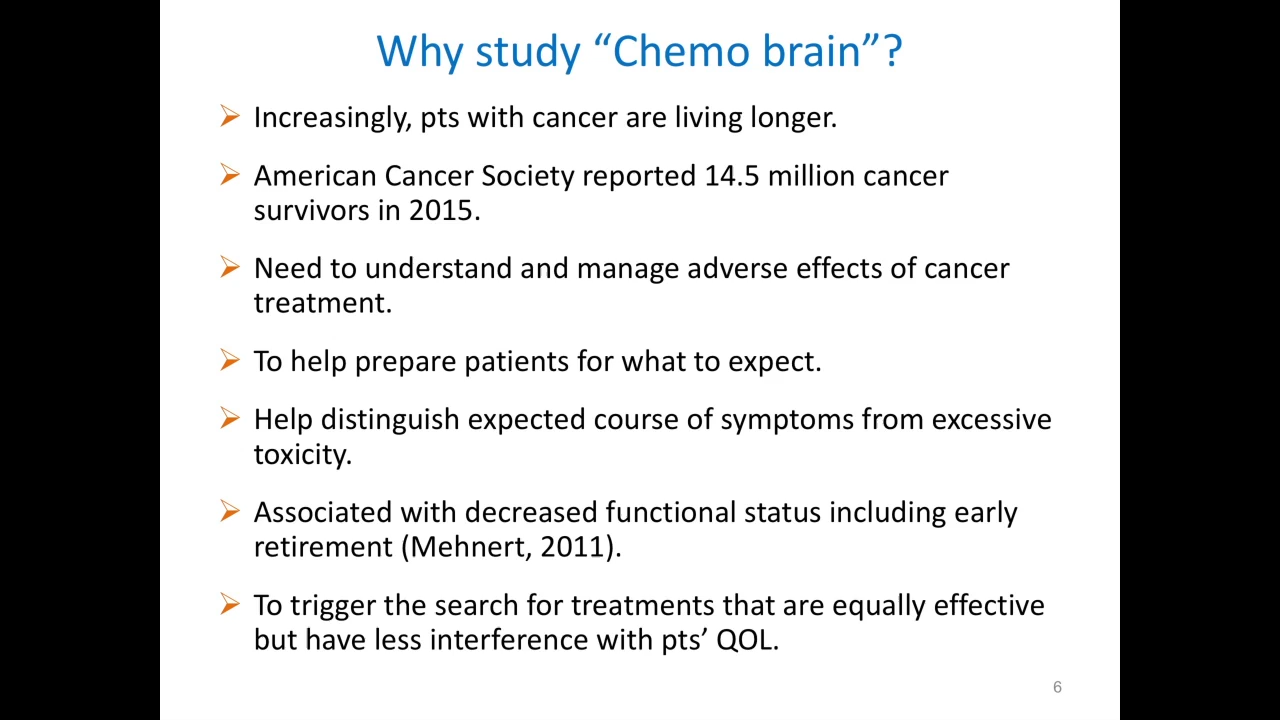 Why study “Chemo brain”?
Increasingly, pts with cancer are living longer.
American Cancer Society reported 14.5 million cancer
survivors in 2015.
Need to understand and manage adverse effects of cancer
treatment.
To help prepare patients for what to expect.
Help distinguish expected course of symptoms from excessive
toxicity.
Associated with decreased functional status including early
retirement (Mehnert, 2011).
To trigger the search for treatments that are equally effective
but have less interference with pts’ QOL.
6